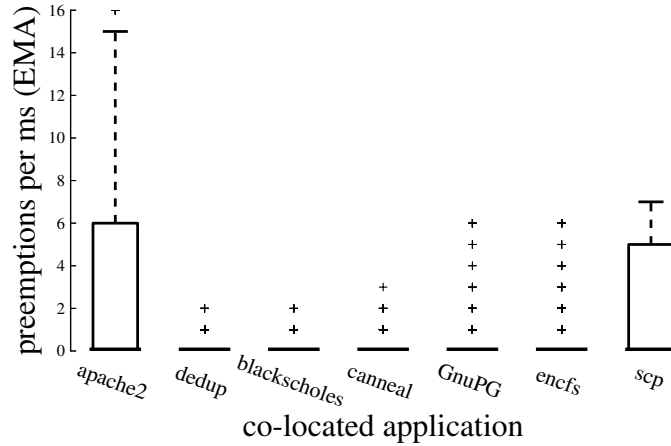 preemptions per ms (EMA)
16
14
12
10
8
6
4
2
0
apache2
dedup
blackscholes
canneal
GnuPG
encfs
scp
co-located application